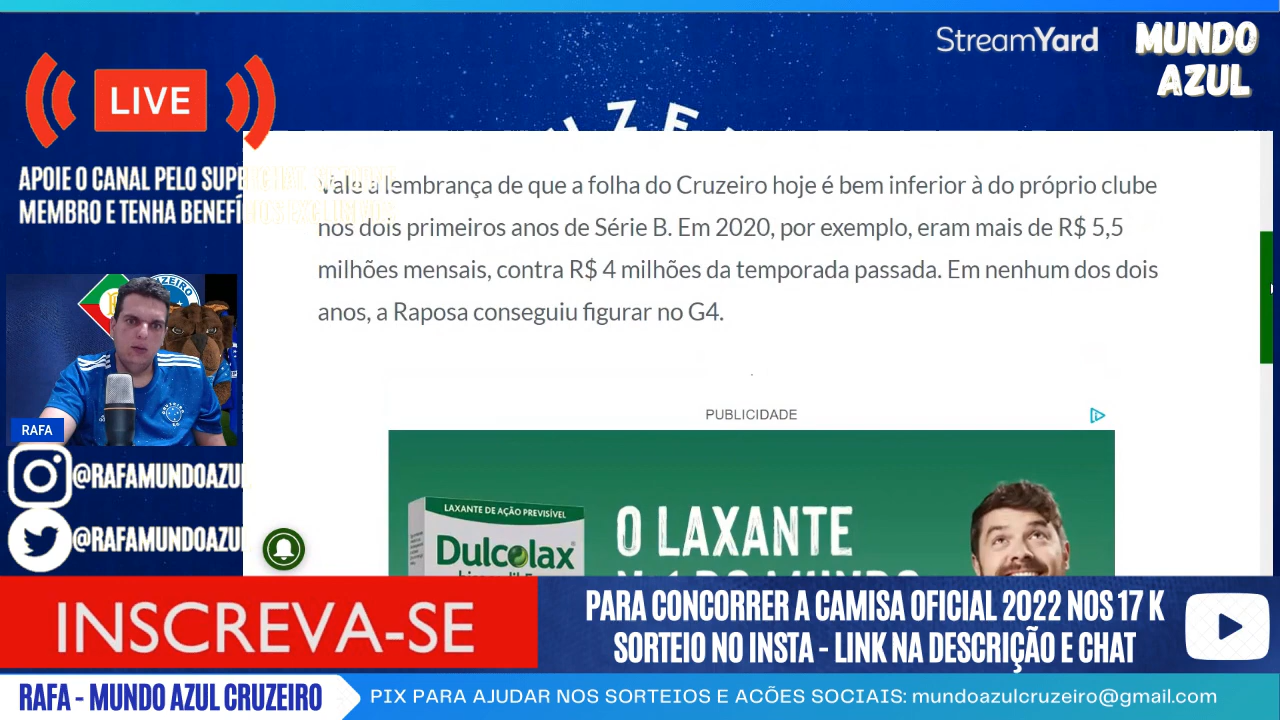 StreamYard
MUNDO
AZUL
LIVE
UZE
APOIE O CANAL PELO SUPE
MEMBRO E TENHA BENEFÍ
Vale a lembrança de que a folha do Cruzeiro hoje é bem inferior à do próprio clube
nos dois primeiros anos de Série B. Em 2020, por exemplo, eram mais de R$ 5,5
milhões mensais, contra R$ 4 milhões da temporada passada. Em nenhum dos dois
anos, a Raposa conseguiu figurar no G4.
RAFA
@RAFAMUNDOAZUL
@RAFAMUNDOAZUL
PUBLICIDADE
LAXANTE DE AÇÃO PREVISÍVEL
Dulcolax
O LAXANTE
INSCREVA-SE
PARA CONCORRER A CAMISA OFICIAL 2022 NOS 17 K
SORTEIO NO INSTA - LINK NA DESCRIÇÃO E CHAT
RAFA - MUNDO AZUL CRUZEIRO
PIX PARA AJUDAR NOS SORTEIOS E ACÕES SOCIAIS: mundoazulcruzeiro@gmail.com